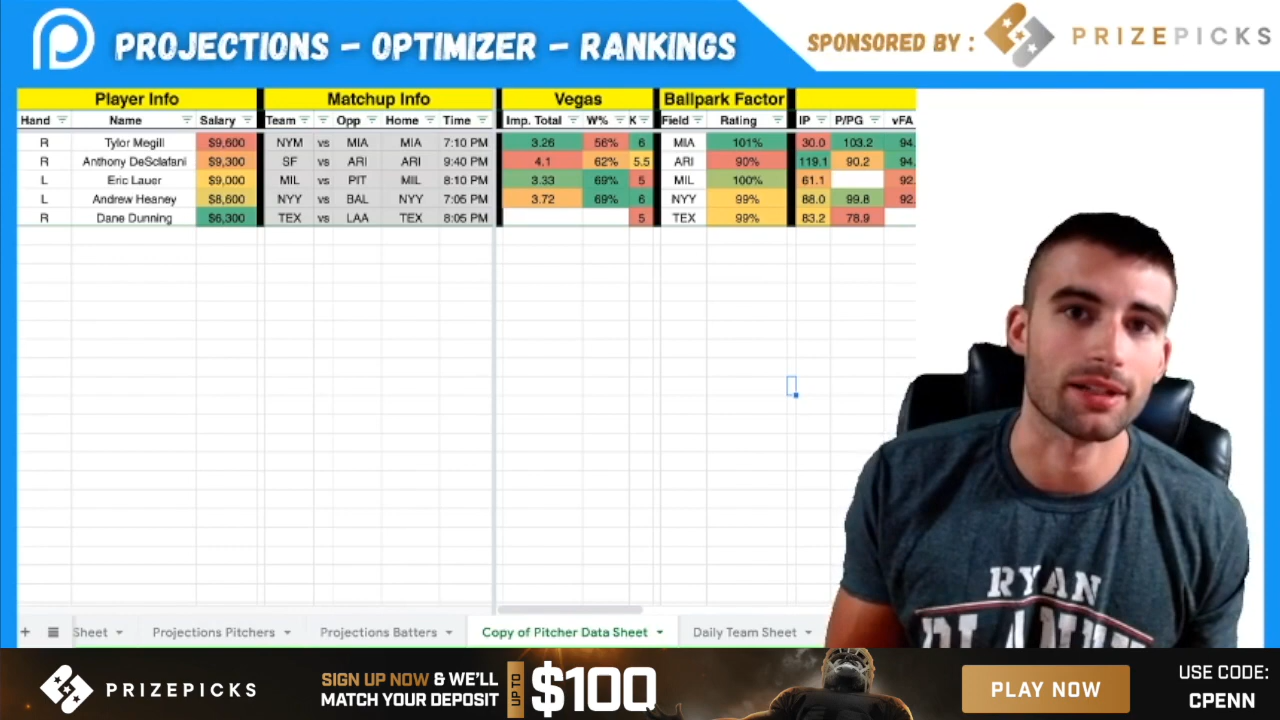 PROJECTIONS – OPTIMIZER – RANKINGS
SPONSORED BY : PRIZEPICKS
Player Info Matchup Info Vegas Ballpark Factor
Hand Name Salary Team Opp Home Time Imp. Total W% K Field Rating IP P/PG vFA
R Tylor Megill $9,600 NYM vs MIA MIA 7:10 PM 3.26 56% 6 MIA 101% 30.0 103.2 94.
R Anthony DeSclafani $9,300 SF vs ARI ARI 9:40 PM 4.1 62% 5.5 ARI 90% 119.1 90.2 94.
L Eric Lauer $9,000 MIL vs PIT MIL 8:10 PM 3.33 69% 5 MIL 100% 61.1 92.
L Andrew Heaney $8,600 NYY vs BAL NYY 7:05 PM 3.72 69% 6 NYY 99% 88.0 99.8 92.
R Dane Dunning $6,300 TEX vs LAA TEX 8:05 PM 5 TEX 99% 83.2 78.9
RYAN
+ Sheet Projections Pitchers Projections Batters Copy of Pitcher Data Sheet Daily Team Sheet
PRIZEPICKS
SIGN UP NOW & WE'LL
MATCH YOUR DEPOSIT
UP TO
$100
PLAY NOW
USE CODE:
CPENN